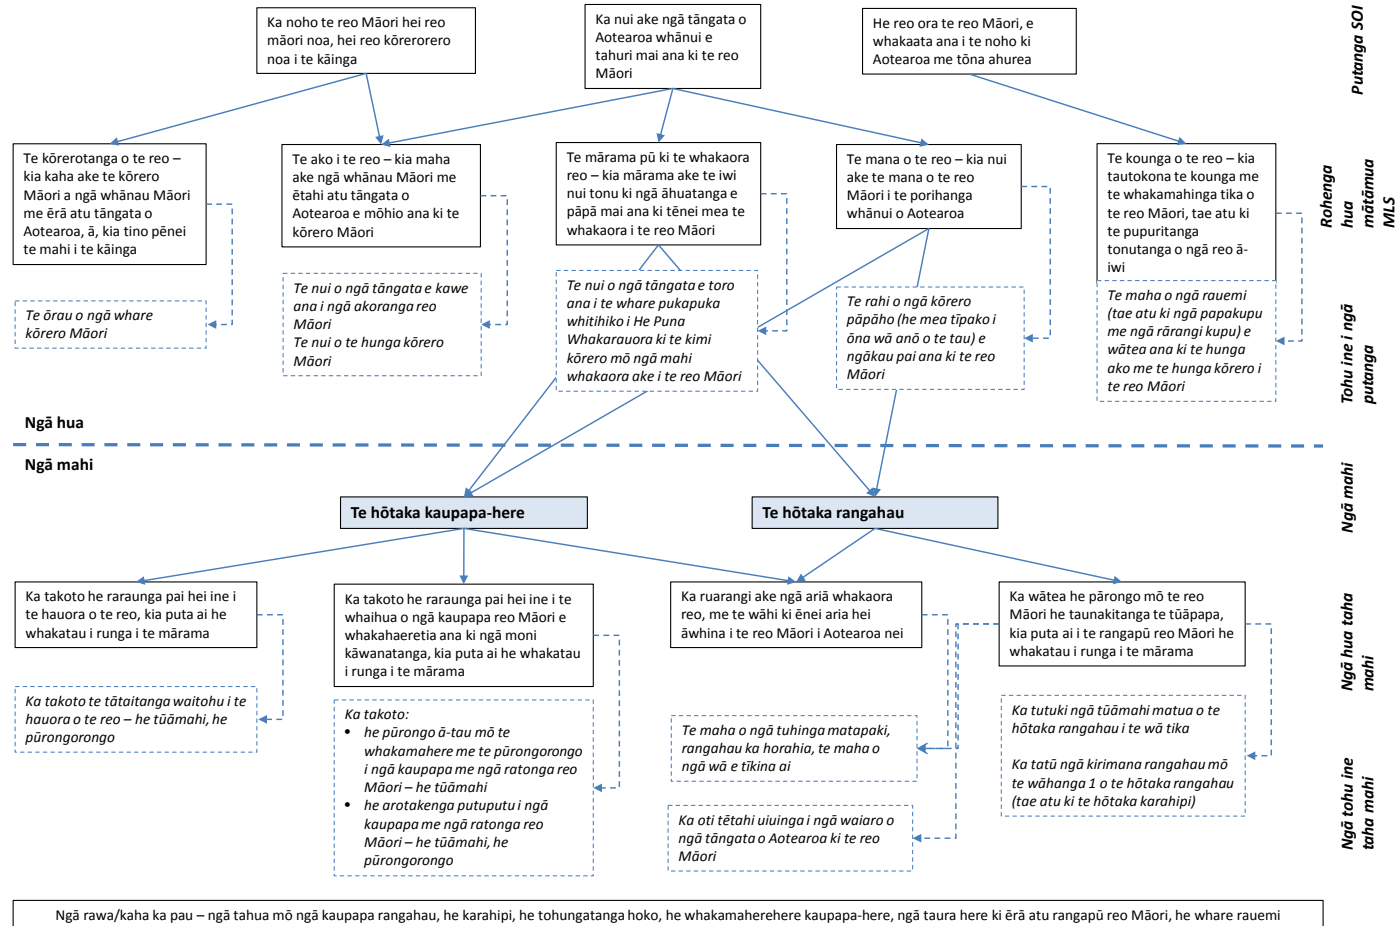 Ka noho te reo Māori hei reo
māori noa, hei reo kōrerorero
noa i te kāinga
Ka nui ake ngā tāngata o
Aotearoa whānui e
tahuri mai ana ki te reo
Māori
He reo ora te reo Māori, e
whakaata ana i te noho ki
Aotearoa me tōna ahurea
Putanga SOI
Te kōrerotanga o te reo –
kia kaha ake te kōrero
Māori a ngā whānau Māori
me ērā atu tāngata o
Aotearoa, ā, kia tino pēnei
te mahi i te kāinga
Te ako i te reo – kia maha
ake ngā whānau Māori me
ētahi atu tāngata o
Aotearoa e mōhio ana ki te
kōrero Māori
Te mārama pū ki te whakaora
reo – kia mārama ake te iwi
nui tonu ki ngā āhuatanga e
pāpā mai ana ki tēnei mea te
whakaora i te reo Māori
Te mana o te reo – kia nui
ake te mana o te reo
Māori i te porihanga
whānui o Aotearoa
Te kounga o te reo – kia
tautokona te kounga me
te whakamahinga tika o
te reo Māori, tae atu ki
te pupuritanga
tonutanga o ngā reo ā-
iwi
Rohenga
hua
mātāmua
MLS
Te ōrau o ngā whare
kōrero Māori
Te nui o ngā tāngata e kawe
ana i ngā akoranga reo
Māori
Te nui o te hunga kōrero
Māori
Te nui o ngā tāngata e toro
ana i te whare pukapuka
whitihiko i He Puna
Whakarauora ki te kimi
kōrero mō ngā mahi
whakaora ake i te reo Māori
Te rahi o ngā kōrero
pāpāho (he mea tīpako i
ōna wā anō o te tau) e
ngākau pai ana ki te reo
Māori
Te maha o ngā rauemi
(tae atu ki ngā papakupu
me ngā rārangi kupu) e
wātea ana ki te hunga
ako me te hunga kōrero i
te reo Māori
Tohu ine i ngā
putanga
Ngā hua
Ngā mahi
Ngā mahi
Te hōtaka kaupapa-here
Te hōtaka rangahau
Ka takoto he raraunga pai hei ine i
te hauora o te reo, kia puta ai he
whakatau i runga i te mārama
Ka takoto he raraunga pai hei ine i te
whaihua o ngā kaupapa reo Māori e
whakahaeretia ana ki ngā moni
kāwanatanga, kia puta ai he whakatau
i runga i te mārama
Ka ruarangi ake ngā ariā whakaora
reo, me te wāhi ki ēnei aria hei
āwhina i te reo Māori i Aotearoa nei
Ka wātea he pārongo mō te reo
Māori he taunakitanga te tūāpapa,
kia puta ai i te rangapū reo Māori he
whakatau i runga i te mārama
Ngā hua taha
mahi
Ka takoto te tātaitanga waitohu i te
hauora o te reo – he tūāmahi, he
pūrongorongo
Ka takoto:
• he pūrongo ā-tau mō te
whakamahere me te pūrongorongo
i ngā kaupapa me ngā ratonga reo
Māori – he tūāmahi
• he arotakenga putuputu i ngā
kaupapa me ngā ratonga reo
Māori – he tūāmahi, he
pūrongorongo
Te maha o ngā tuhinga matapaki,
rangahau ka horahia, te maha o
ngā wā e tīkina ai
Ka oti tētahi uiuinga i ngā waiaro o
ngā tāngata o Aotearoa ki te reo
Māori
Ka tutuki ngā tūāmahi matua o te
hōtaka rangahau i te wā tika
Ka tatū ngā kirimana rangahau mō
te wāhanga 1 o te hōtaka rangahau
(tae atu ki te hōtaka karahipi)
Ngā tohu ine
taha mahi
Ngā rawa/kaha ka pau – ngā tahua mō ngā kaupapa rangahau, he karahipi, he tohungatanga hoko, he whakamaherehere kaupapa-here, ngā taura here ki ērā atu rangapū reo Māori, he whare rauemi